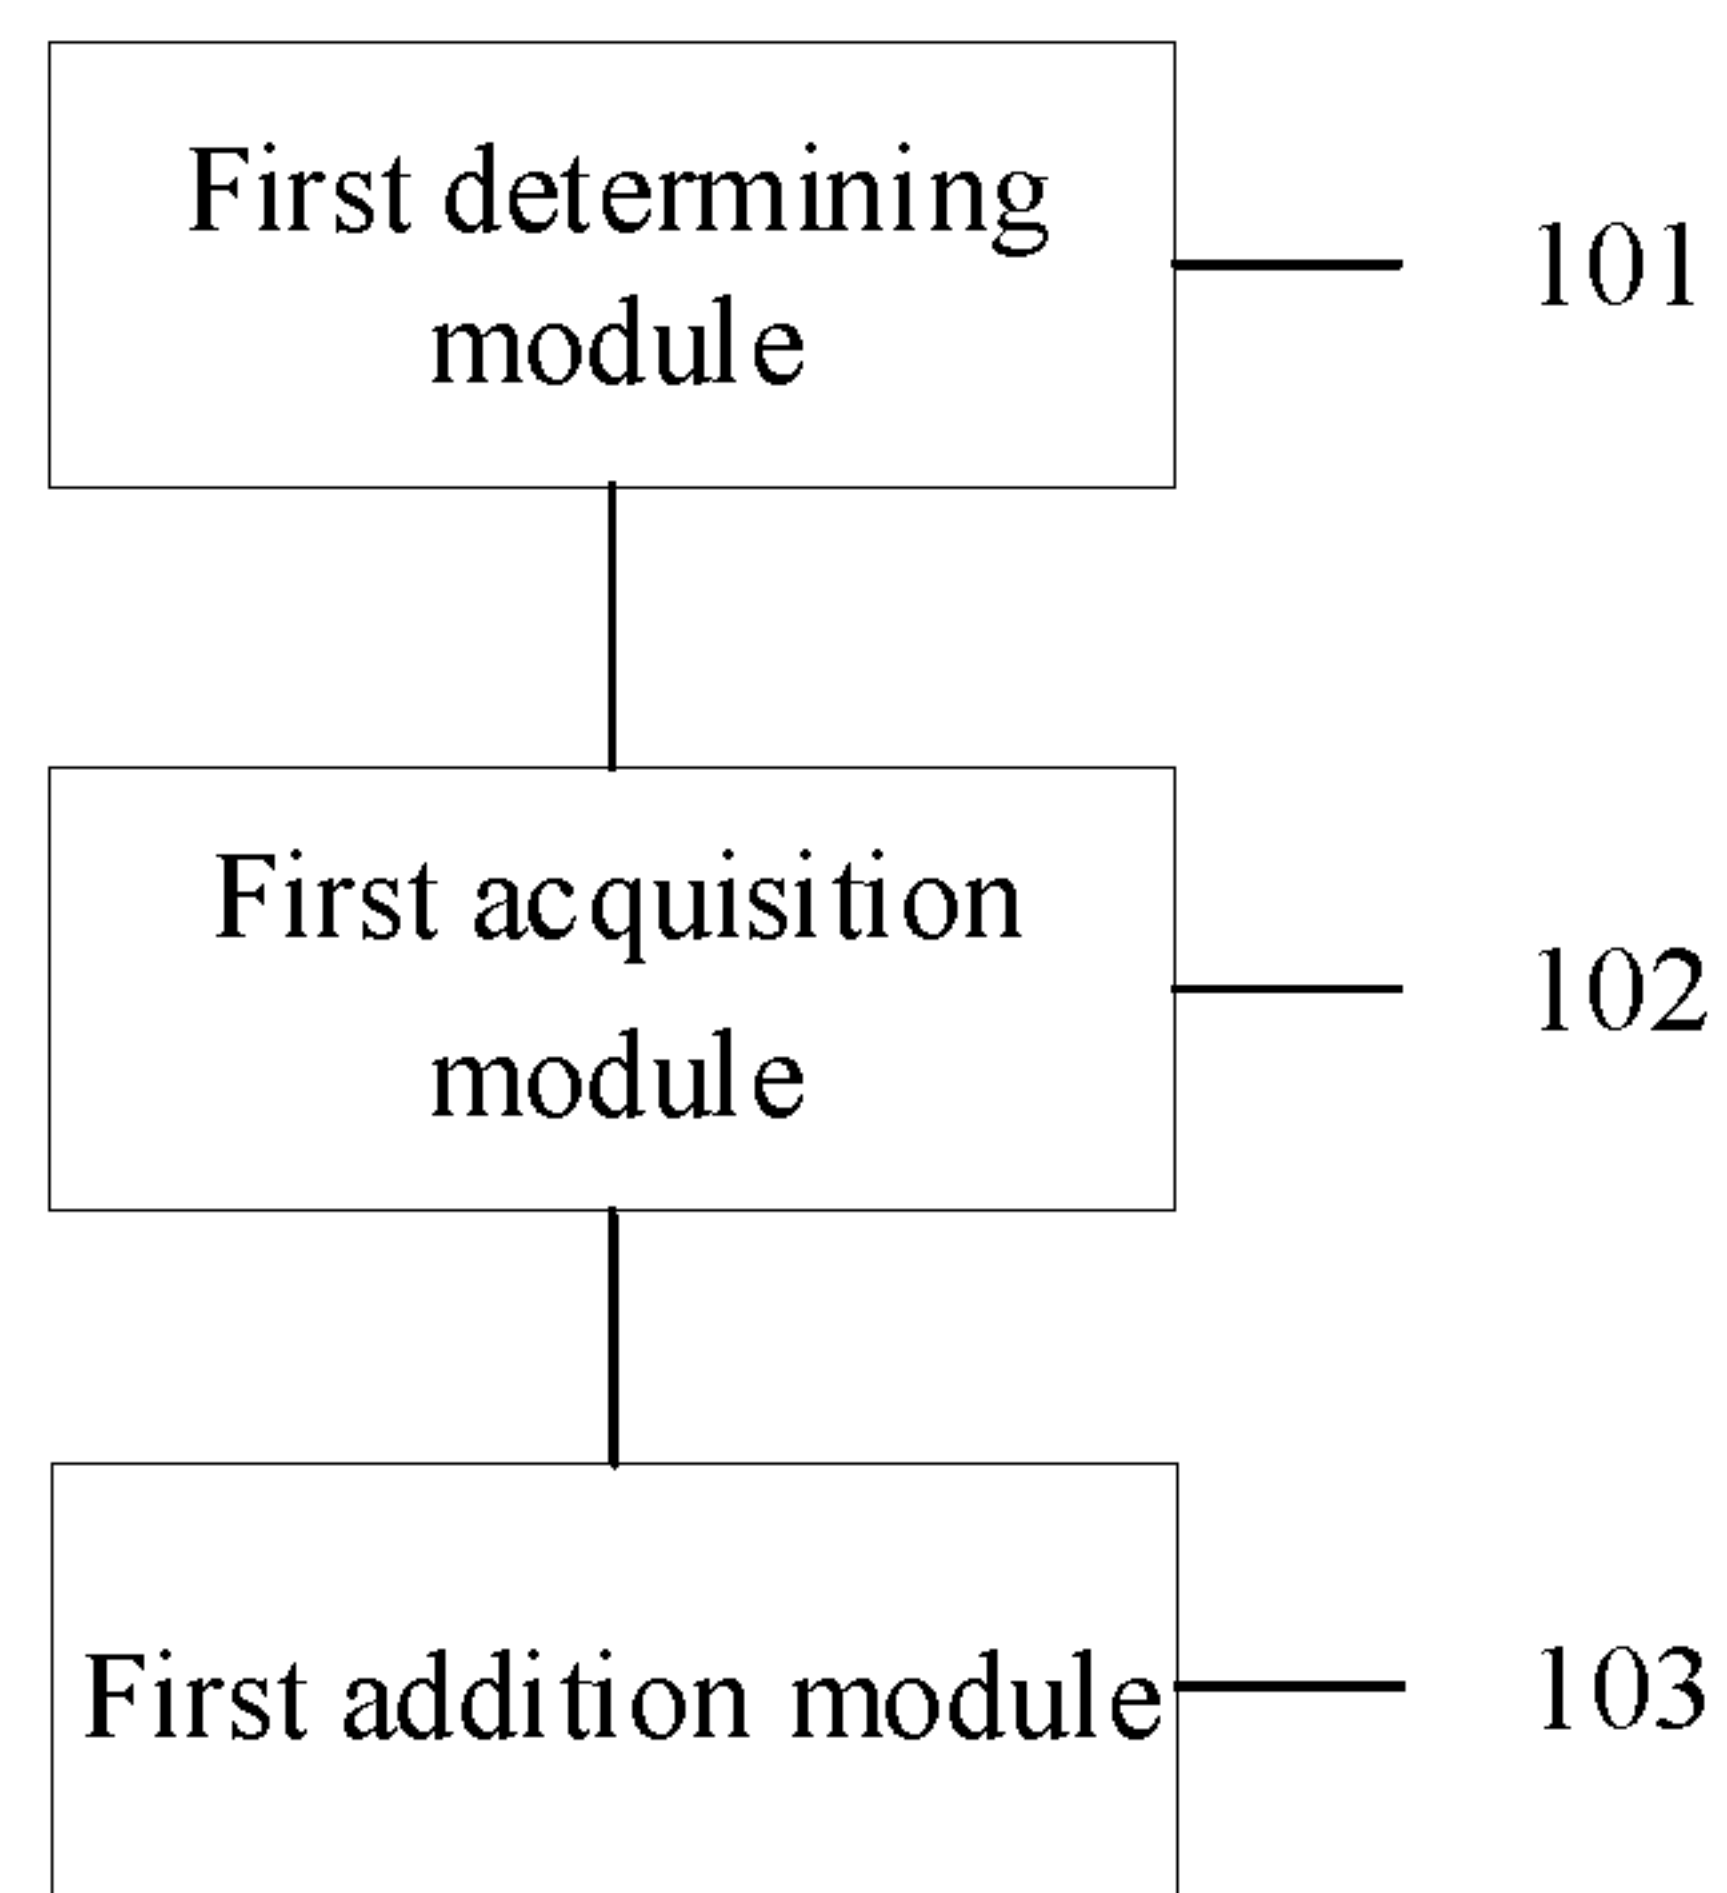 First determining
module
101
First acquisition
module
102
First addition module
103